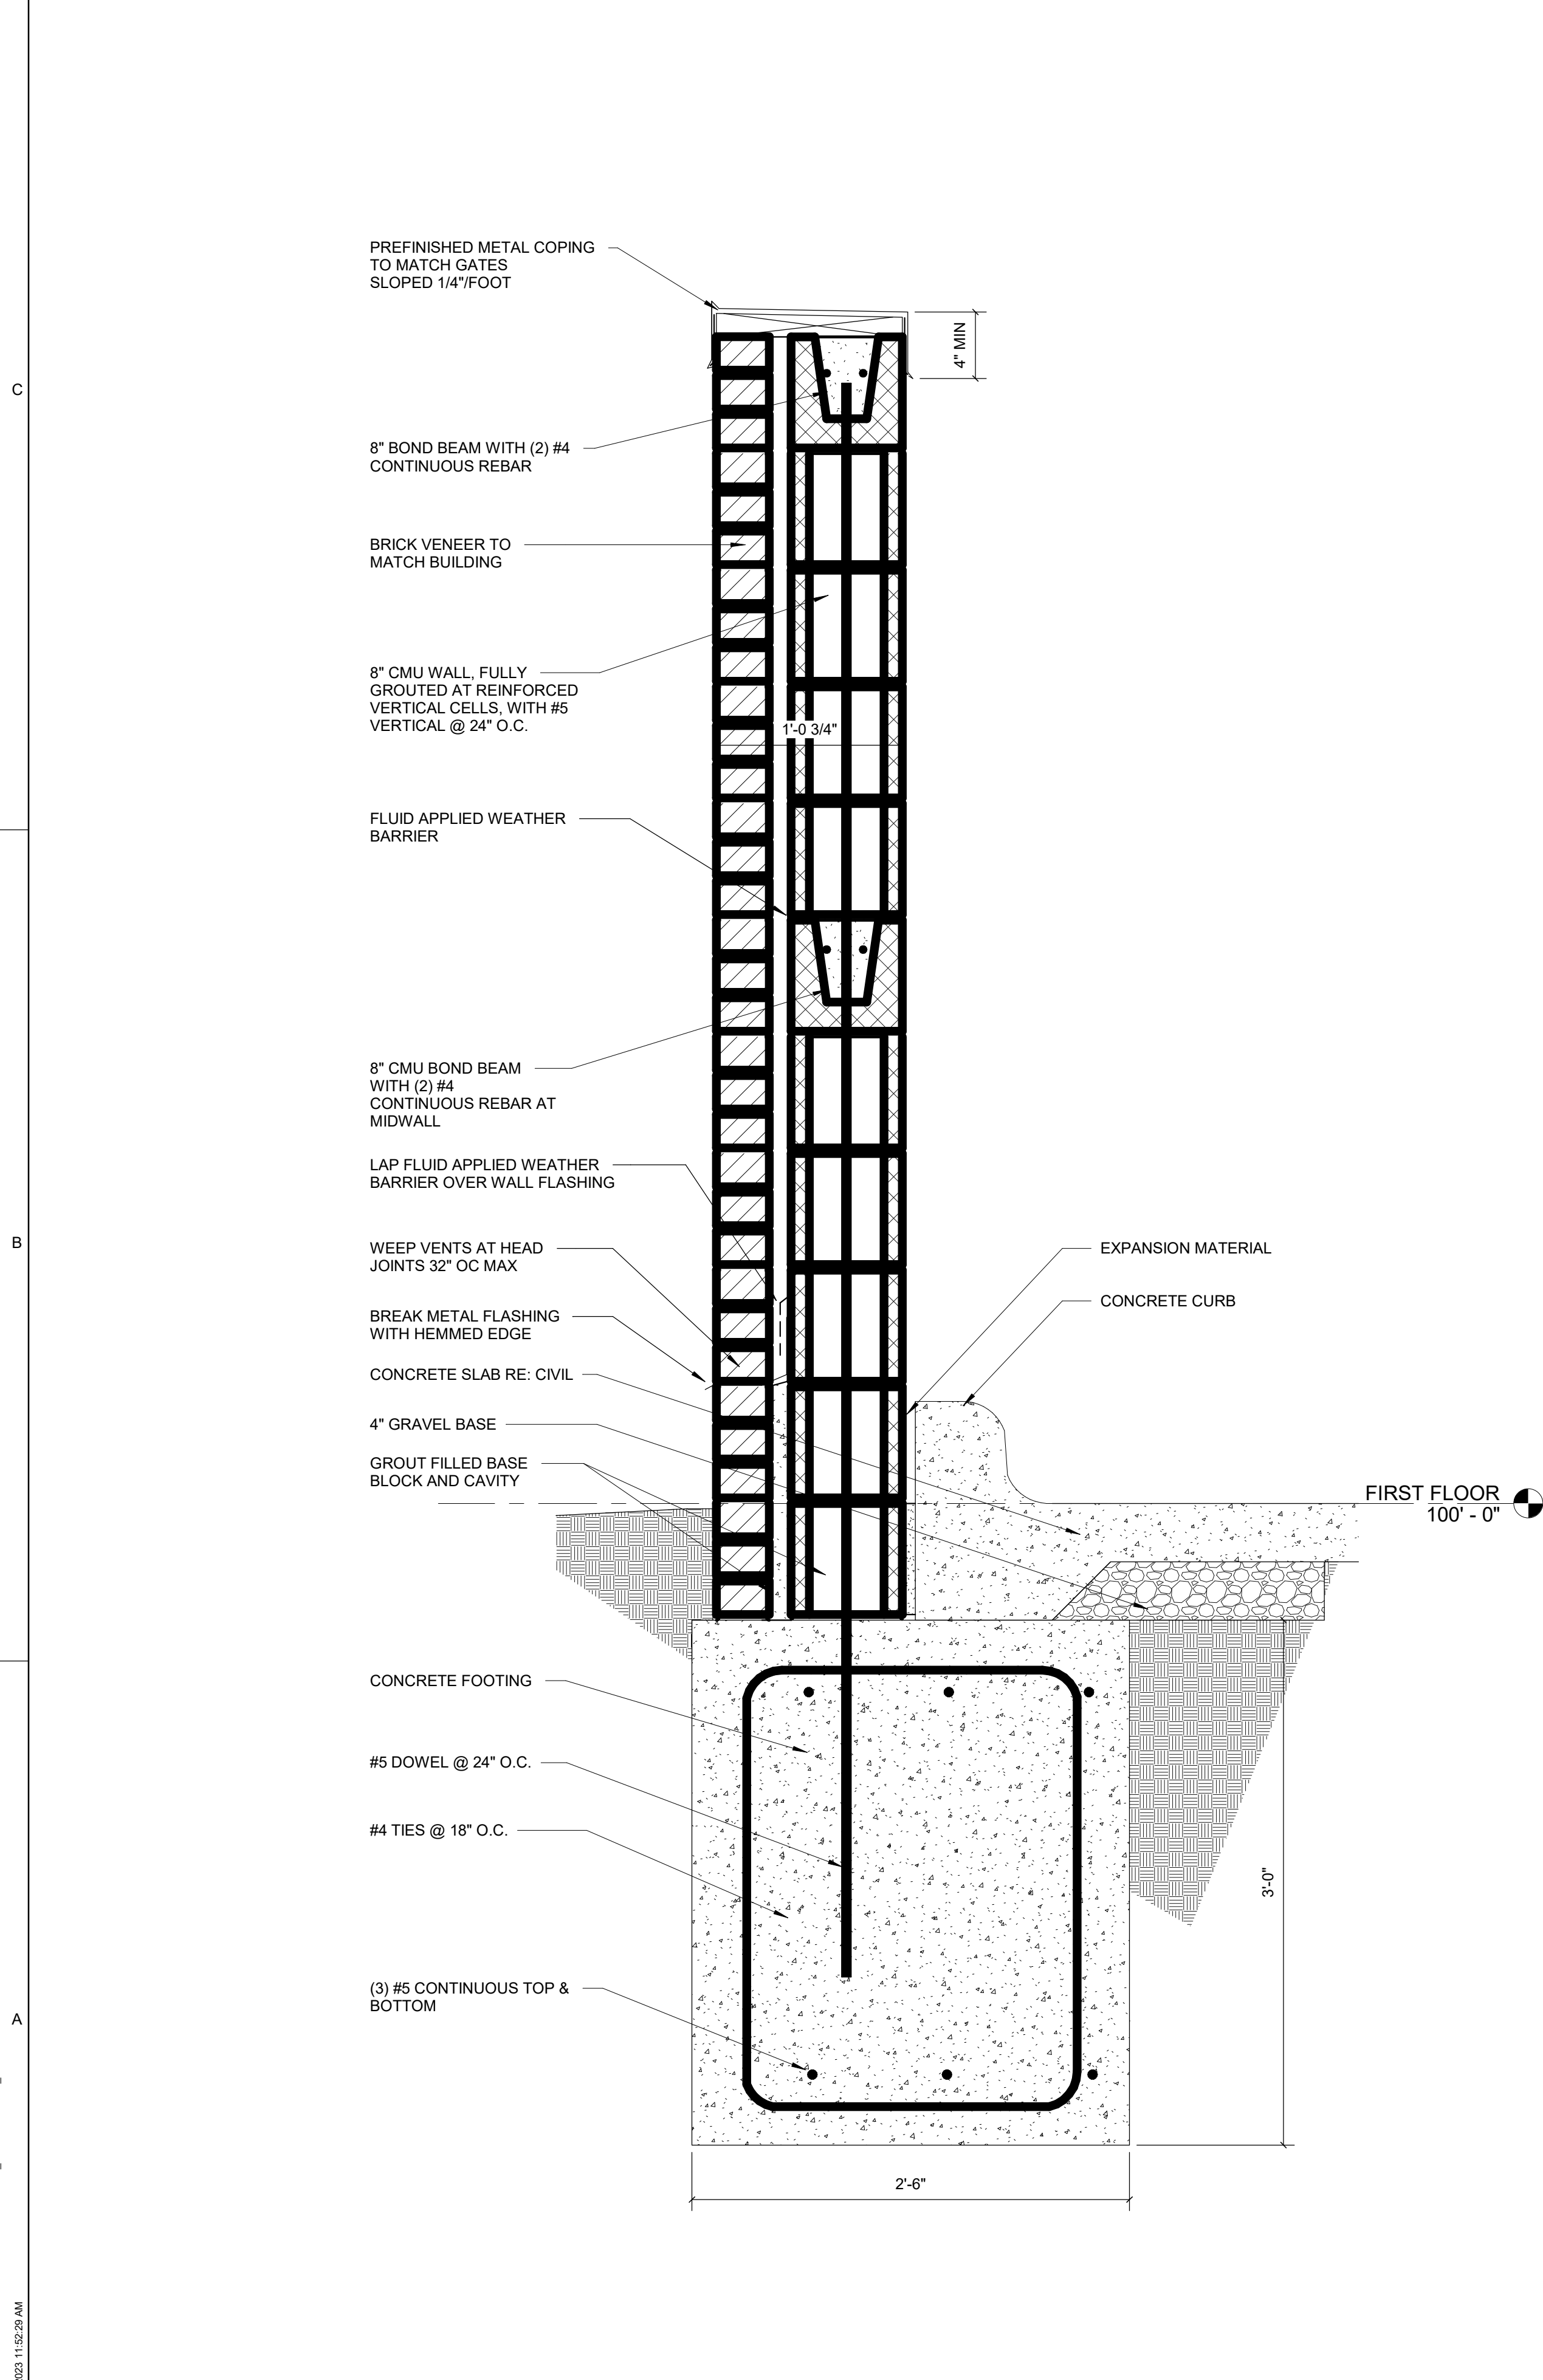 PREFINISHED METAL COPING
TO MATCH GATES
SLOPED 1/4"/FOOT
4" MIN
C
8" BOND BEAM WITH (2) #4
CONTINUOUS REBAR
BRICK VENEER TO
MATCH BUILDING
8" CMU WALL, FULLY
GROUTED AT REINFORCED
VERTICAL CELLS, WITH #5
VERTICAL @ 24" O.C.
1'-0 3/4"
FLUID APPLIED WEATHER
BARRIER
8" CMU BOND BEAM
WITH (2) #4
CONTINUOUS REBAR AT
MIDWALL
LAP FLUID APPLIED WEATHER
BARRIER OVER WALL FLASHING
B
WEEP VENTS AT HEAD
JOINTS 32" OC MAX
EXPANSION MATERIAL
CONCRETE CURB
BREAK METAL FLASHING
WITH HEMMED EDGE
CONCRETE SLAB RE: CIVIL
4" GRAVEL BASE
GROUT FILLED BASE
BLOCK AND CAVITY
FIRST FLOOR
100' - 0"
CONCRETE FOOTING
#5 DOWEL @ 24" O.C.
#4 TIES @ 18" O.C.
3'-0"
(3) #5 CONTINUOUS TOP &
BOTTOM
A
2'-6"
023 11:52:29 AM